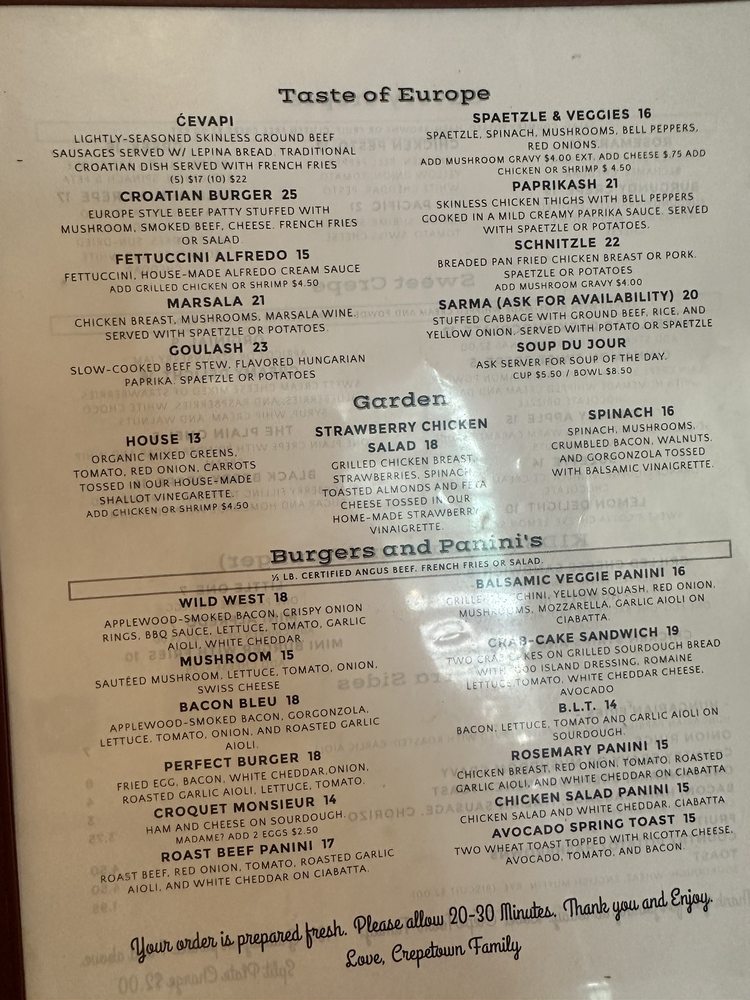 Taste of Europe
ĆEVAPI
LIGHTLY-SEASONED SKINLESS GROUND BEEF
SAUSAGES SERVED W/ LEPINA BREAD. TRADITIONAL
CROATIAN DISH SERVED WITH FRENCH FRIES
(5) $17 (10) $22
CROATIAN BURGER 25
EUROPE STYLE BEEF PATTY STUFFED WITH
MUSHROOM, SMOKED BEEF, CHEESE. FRENCH FRIES
OR SALAD
FETTUCCINI ALFREDO 15
FETTUCCINI, HOUSE-MADE ALFREDO CREAM SAUCE
ADD GRILLED CHICKEN OR SHRIMP $4.50
MARSALA 21
CHICKEN BREAST, MUSHROOMS, MARSALA WINE.
SERVED WITH SPAETZLE OR POTATOES
GOULASH 23
SLOW-COOKED BEEF STEW, FLAVORED HUNGARIAN
PAPRIKA. SPAETZLE OR POTATOES
SPAETZLE & VEGGIES 16
SPAETZLE, SPINACH, MUSHROOMS, BELL PEPPERS,
RED ONIONS.
ADD MUSHROOM GRAVY $4.00 EXT. ADD CHEESE $.75 ADD
CHICKEN OR SHRIMP $ 4.50
PAPRIKASH 21
SKINLESS CHICKEN THIGHS WITH BELL PEPPERS
COOKED IN A MILD CREAMY PAPRIKA SAUCE. SERVED
WITH SPAETZLE OR POTATOES.
SCHNITZLE 22
BREADED PAN FRIED CHICKEN BREAST OR PORK.
SPAETZLE OR POTATOES
ADD MUSHROOM GRAVY $4.00
SARMA (ASK FOR AVAILABILITY) 20
STUFFED CABBAGE WITH GROUND BEEF, RICE, AND
YELLOW ONION. SERVED WITH POTATO OR SPAETZLE
SOUP DU JOUR
ASK SERVER FOR SOUP OF THE DAY.
CUP $5.50 / BOWL $8.50
Garden
HOUSE 13
ORGANIC MIXED GREENS,
TOMATO, RED ONION, CARROTS
TOSSED IN OUR HOUSE-MADE
SHALLOT VINEGARETTE.
ADD CHICKEN OR SHRIMP $4.50
STRAWBERRY CHICKEN
SALAD 18
GRILLED CHICKEN BREAST,
STRAWBERRIES, SPINACH,
TOASTED ALMONDS AND FETA
CHEESE TOSSED IN OUR
HOME-MADE STRAWBERRY
VINAIGRETTE.
SPINACH 16
SPINACH, MUSHROOMS,
CRUMBLED BACON, WALNUTS,
AND GORGONZOLA TOSSED
WITH BALSAMIC VINAIGRETTE.
Burgers and Panini's
½ LB. CERTIFIED ANGUS BEEF. FRENCH FRIES OR SALAD.
WILD WEST 18
APPLEWOOD-SMOKED BACON, CRISPY ONION
RINGS, BBQ SAUCE, LETTUCE, TOMATO, GARLIC
AIOLI, WHITE CHEDDAR
MUSHROOM 15
SAUTÉED MUSHROOM, LETTUCE, TOMATO, ONION,
SWISS CHEESE
BACON BLEU 18
APPLEWOOD-SMOKED BACON, GORGONZOLA,
LETTUCE, TOMATO, ONION, AND ROASTED GARLIC
AIOLI.
PERFECT BURGER 18
FRIED EGG, BACON, WHITE CHEDDAR,ONION,
ROASTED GARLIC AIOLI, LETTUCE, TOMATO.
CROQUET MONSIEUR 14
HAM AND CHEESE ON SOURDOUGH.
MADAME? ADD 2 EGGS $2.50
ROAST BEEF PANINI 17
ROAST BEEF, RED ONION, TOMATO, ROASTED GARLIC
AIOLI, AND WHITE CHEDDAR ON CIABATTA.
BALSAMIC VEGGIE PANINI 16
YELLOW SQUASH, RED ONION,
MUSHROOMS, MOZZARELLA, GARLIC AIOLI ON
CIABATTA.
CRAB-CAKE SANDWICH 19
TWO CRAB CAKES ON GRILLED SOURDOUGH BREAD
WITH ISLAND DRESSING, ROMAINE
LETTUCE, TOMATO, WHITE CHEDDAR CHEESE,
AVOCADO
B.L.T. 14
BACON, LETTUCE, TOMATO AND GARLIC AIOLI ON
SOURDOUGH.
ROSEMARY PANINI 15
CHICKEN BREAST, RED ONION, TOMATO, ROASTED
GARLIC AIOLI, AND WHITE CHEDDAR ON CIABATTA
CHICKEN SALAD PANINI 15
CHICKEN SALAD AND WHITE CHEDDAR, CIABATTA
AVOCADO SPRING TOAST 15
TWO WHEAT TOAST TOPPED WITH RICOTTA CHEESE,
AVOCADO, TOMATO, AND BACON.
Your order is prepared fresh. Please allow 20-30 Minutes. Thank you and Enjoy.
Love, Crepetown Family